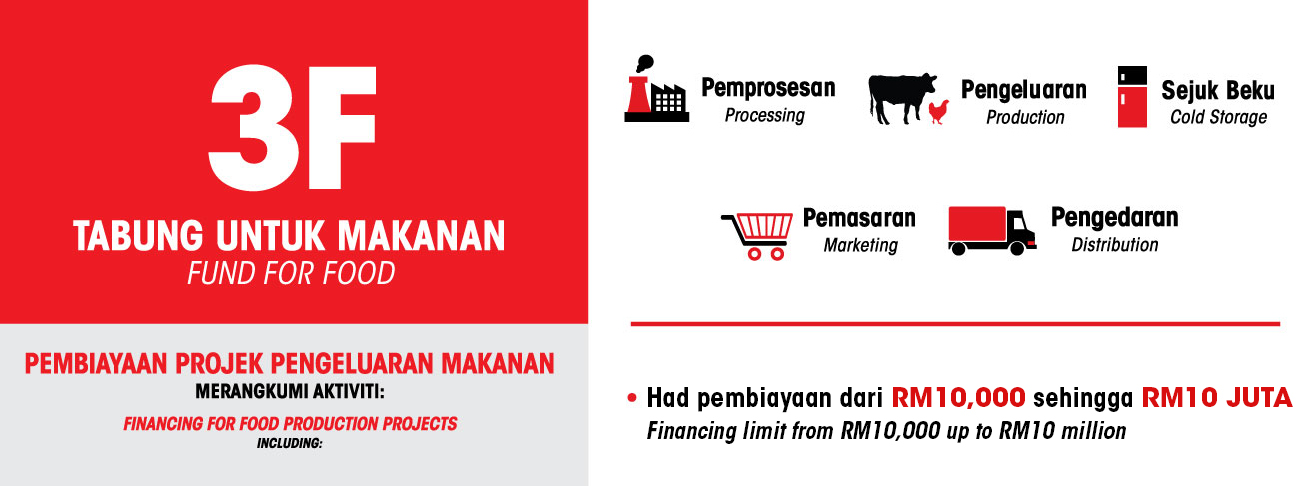 3F
TABUNG UNTUK MAKANAN
FUND FOR FOOD
PEMBIAYAAN PROJEK PENGELUARAN MAKANAN
MERANGKUMI AKTIVITI:
FINANCING FOR FOOD PRODUCTION PROJECTS
INCLUDING:
Pemprosesan
Processing
Pengeluaran
Production
Sejuk Beku
Cold Storage
Pemasaran
Marketing
Pengedaran
Distribution
• Had pembiayaan dari RM10,000 sehingga RM10 JUTA
Financing limit from RM10,000 up to RM10 million